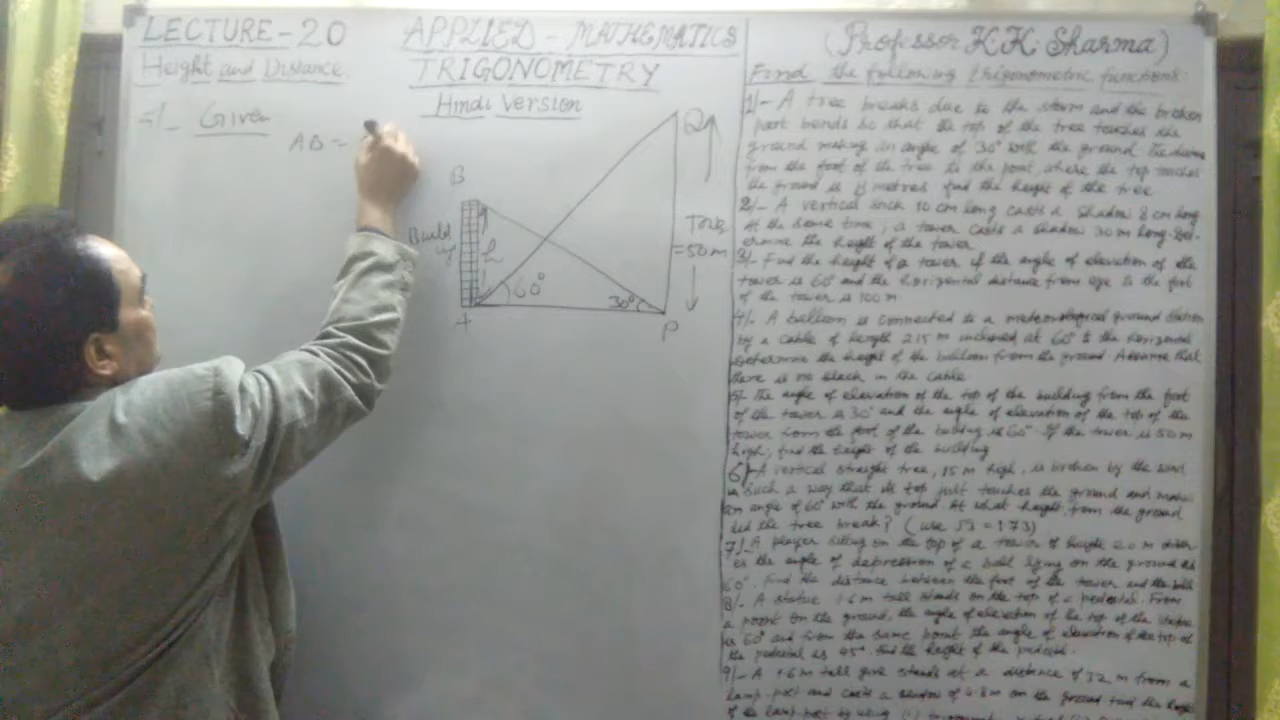 LECTURE-20
Height and Distance
APPLIED - MATHEMATICS
TRIGONOMETRY
Hindi Version
(Professor K.K. Sharma)
Given
AB =
B
Build
h
60°
A
30°
P
Q
Tower
=50m
Find the following trigonometric functions:
1/- A tree breaks due to the storm and the broken
part bends so that the top of the tree touches the
ground making an angle of 30° with the ground. The distance
from the foot of the tree to the point, where the top touches
the ground is 8 metres find the height of the tree
2/- A vertical stick 10 cm long casts a shadow 8 cm long
At the same time, a tower casts a shadow 30 m long. Det-
ermine the height of the tower
3/- Find the height of a tower if the angle of elevation of the
tower is 60° and the horizontal distance from eye to the foot
of the tower is 100 m
4/- A balloon is connected to a meteorological ground station
by a cable of length 215 m inclined at 60° to the horizontal
determine the height of the balloon from the ground. Assume that
there is no slack in the cable
5/- The angle of elevation of the top of the building from the foot
of the tower is 30° and the angle of elevation of the top of the
tower from the foot of the building is 60°. If the tower is 50 m
high, find the height of the building
6/- A vertical straight tree, 15 m high, is broken by the wind
in such a way that its top just touches the ground and makes
an angle of 60° with the ground. At what height from the ground
did the tree break? (use √3 = 1.73)
7/- A player sitting on the top of a tower of height 20 m observ
es the angle of depression of a ball lying on the ground as
60°. Find the distance between the foot of the tower and the ball
8/- A statue 1.6 m tall stands on the top of a pedestal. From
a point on the ground, the angle of elevation of the top of the statue
is 60° and from the same point the angle of elevation of the top of
the pedestal is 45°. Find the height of the pedestal.
9/- A 1.6 m tall girl stands at a distance of 3.2 m from a
lamp-post and casts a shadow of 4.8 m on the ground find the height
of the lamp-post by using (i)